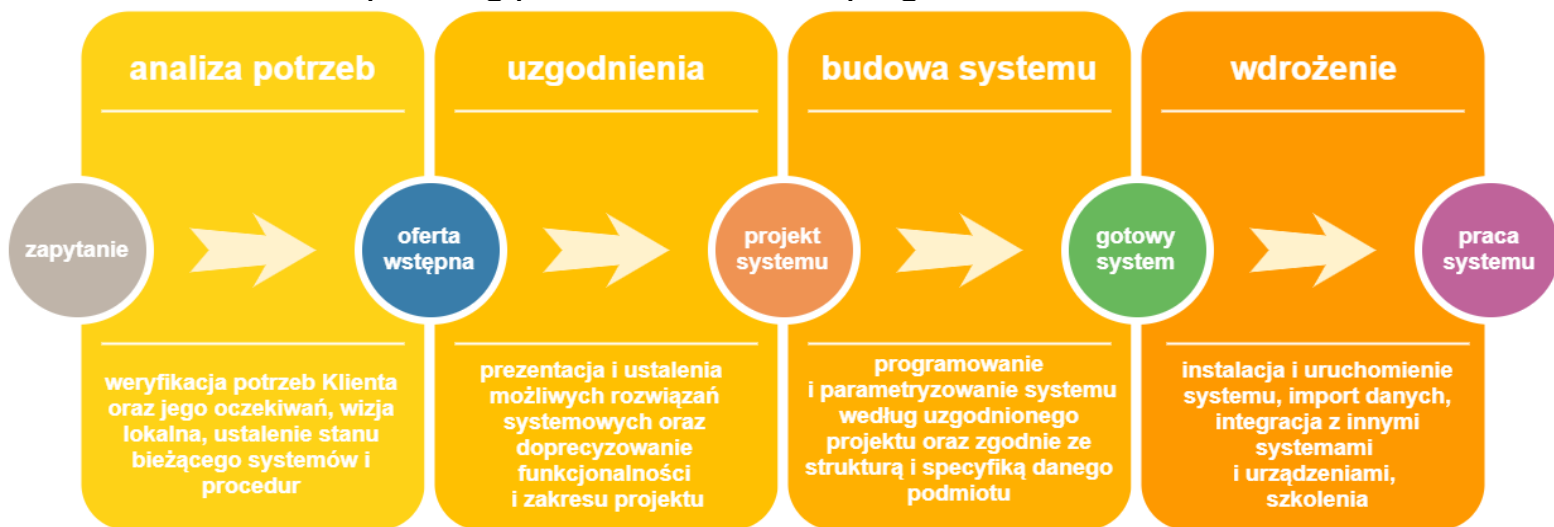 analiza potrzeb
uzgodnienia
budowa systemu
wdrożenie
zapytanie
oferta
wstępna
projekt
systemu
gotowy
system
praca
systemu
weryfikacja potrzeb Klienta
oraz jego oczekiwań, wizja
lokalna, ustalenie stanu
bieżącego systemów i
procedur
prezentacja i ustalenia
możliwych rozwiązań
systemowych oraz
doprecyzowanie
funkcjonalności
i zakresu projektu
programowanie
i parametryzowanie systemu
według uzgodnionego
projektu oraz zgodnie ze
strukturą i specyfiką danego
podmiotu
instalacja i uruchomienie
systemu, import danych,
integracja z innymi
systemami
i urządzeniami,
szkolenia